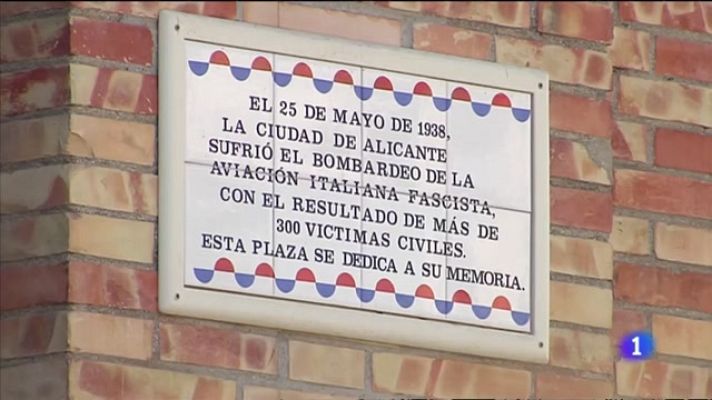 EL 25 DE MAYO DE 1938,
LA CIUDAD DE ALICANTE
SUFRIÓ EL BOMBARDEO DE LA
AVIACIÓN ITALIANA FASCISTA,
CON EL RESULTADO DE MÁS DE
300 VICTIMAS CIVILES.
ESTA PLAZA SE DEDICA A SU MEMORIA.
1